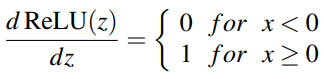 d ReLU(z)
dz
= { 0 for x < 0
1 for x ≥ 0